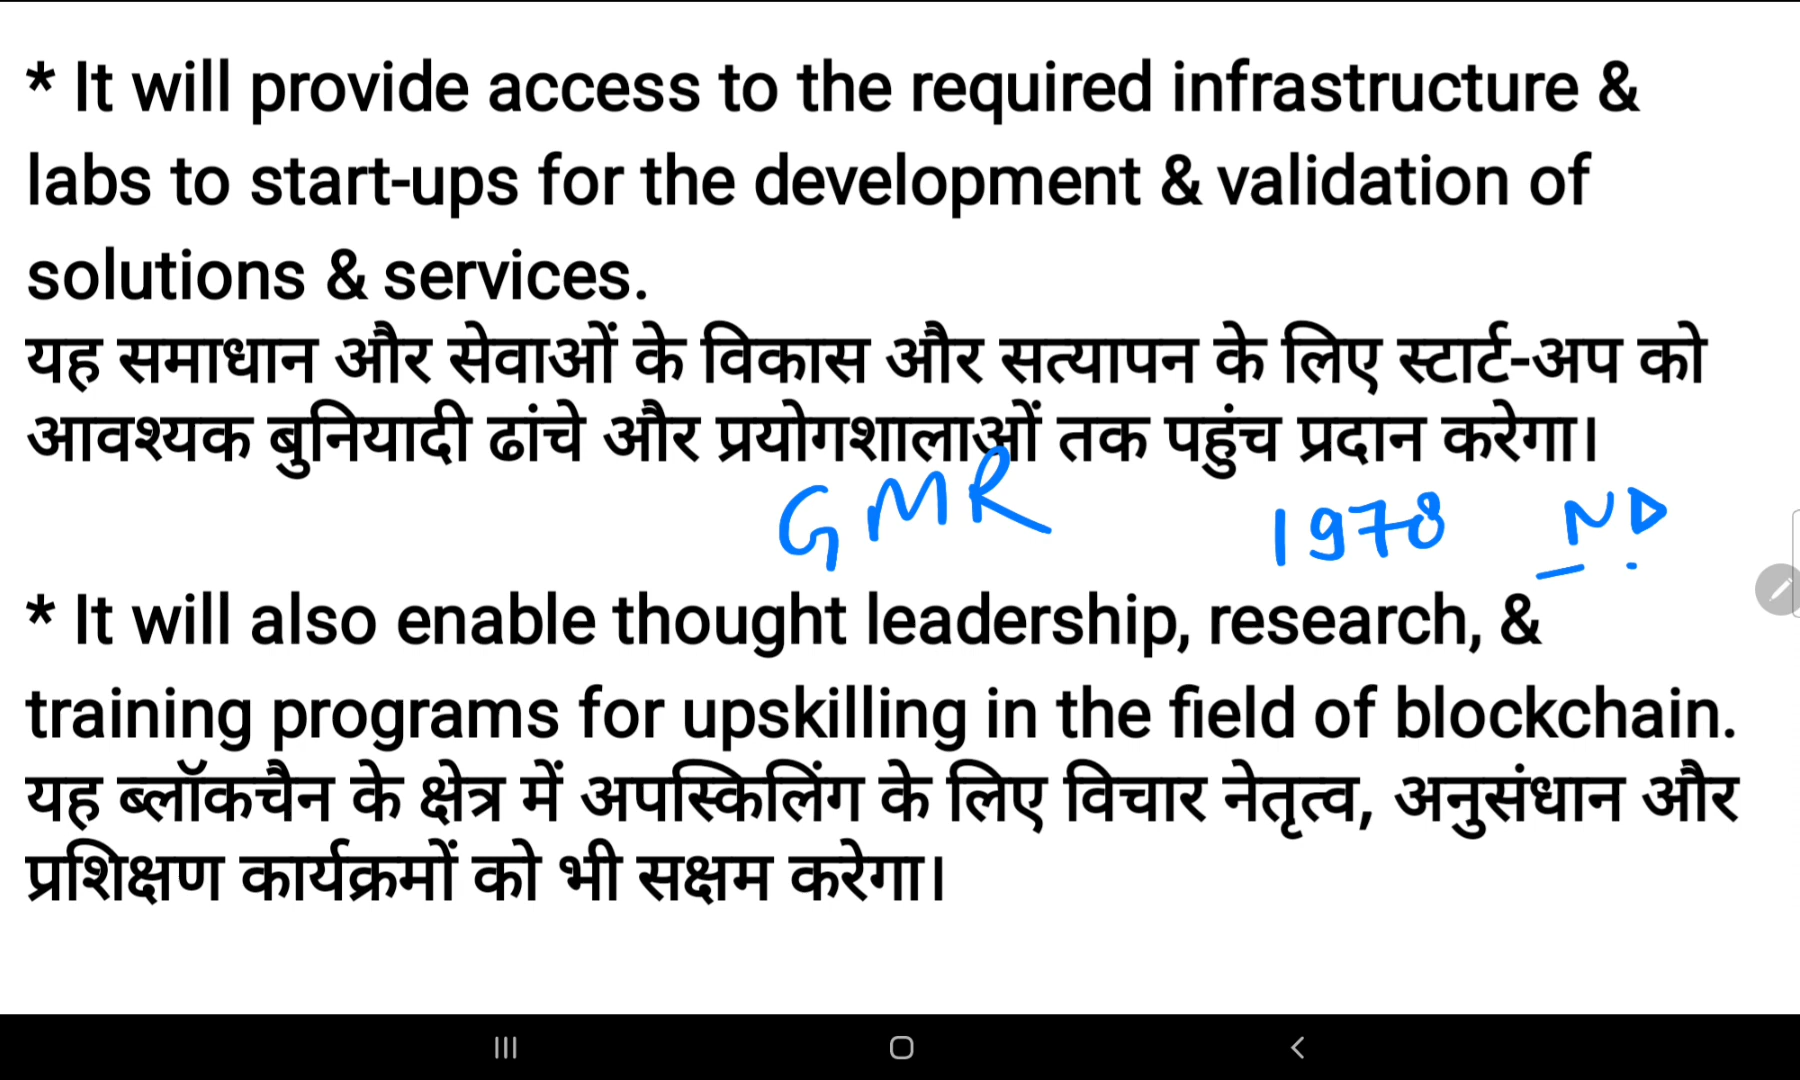 * It will provide access to the required infrastructure &
labs to start-ups for the development & validation of
solutions & services.
यह समाधान और सेवाओं के विकास और सत्यापन के लिए स्टार्ट-अप को
आवश्यक बुनियादी ढांचे और प्रयोगशालाओं तक पहुंच प्रदान करेगा।
GMR 1978 ND
* It will also enable thought leadership, research, &
training programs for upskilling in the field of blockchain.
यह ब्लॉकचैन के क्षेत्र में अपस्किलिंग के लिए विचार नेतृत्व, अनुसंधान और
प्रशिक्षण कार्यक्रमों को भी सक्षम करेगा।